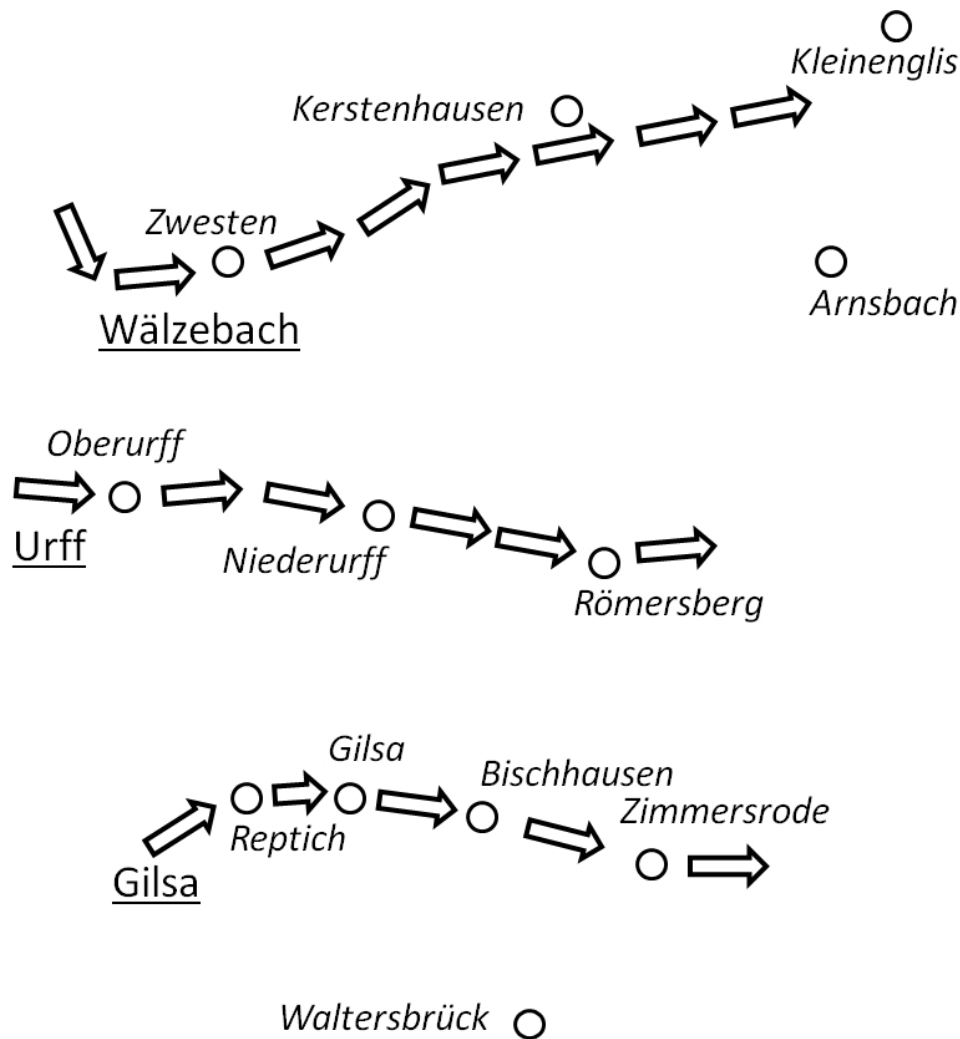 Kleinenglis
Kerstenhausen
Zwesten
Arnsbach
Wälzebach
Oberurff
Urff
Niederurff
Römersberg
Gilsa
Bischhausen
Zimmersrode
Reptich
Gilsa
Waltersbrück